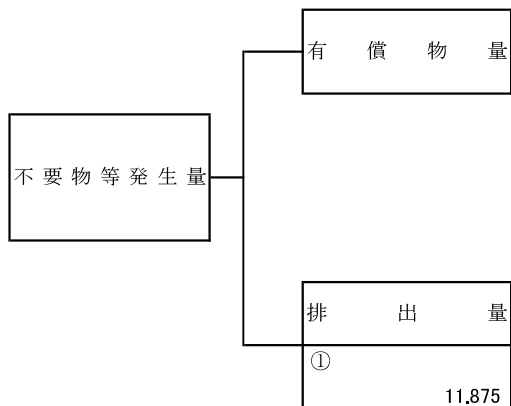 有償物量
不要物等発生量
排出量
①
11.875